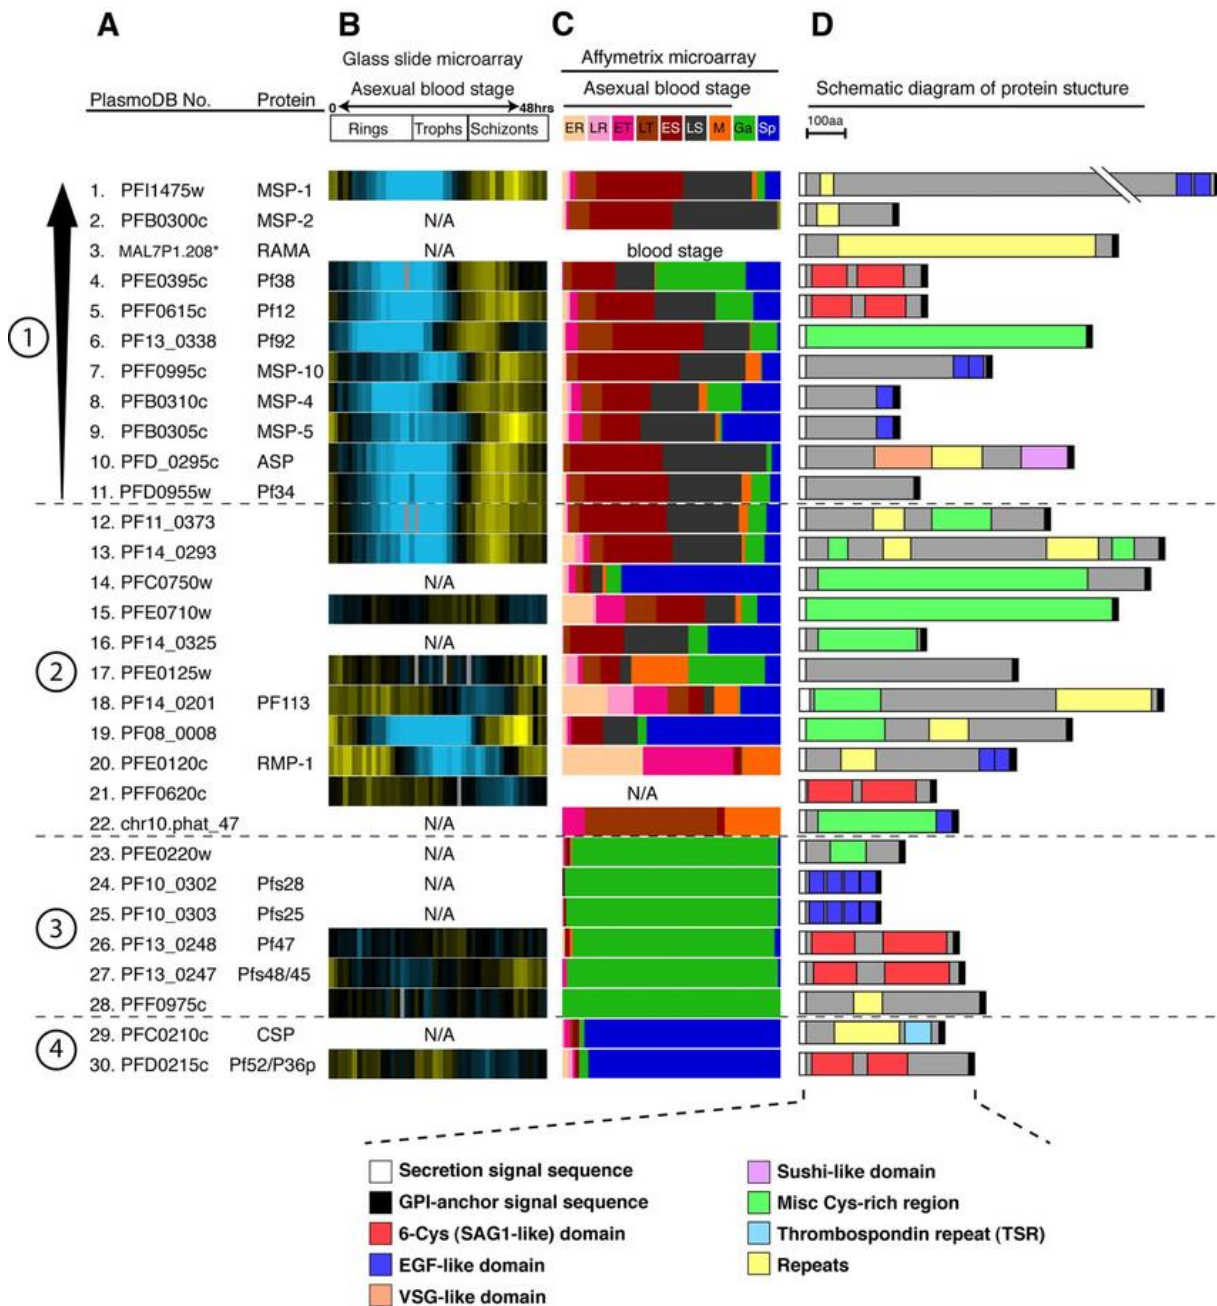 A B C D
Glass slide microarray Affymetrix microarray
PlasmoDB No. Protein Asexual blood stage Asexual blood stage Schematic diagram of protein stucture
0 48hrs
Rings Trophs Schizonts ER LR ET LT ES LS M Ga Sp 100aa
1. PFI1475w MSP-1
2. PFB0300c MSP-2 N/A
3. MAL7P1.208* RAMA N/A blood stage
4. PFE0395c Pf38
5. PFF0615c Pf12
1 6. PF13_0338 Pf92
7. PFF0995c MSP-10
8. PFB0310c MSP-4
9. PFB0305c MSP-5
10. PFD_0295c ASP
11. PFD0955w Pf34
12. PF11_0373
13. PF14_0293
14. PFC0750w N/A
15. PFE0710w
16. PF14_0325 N/A
2 17. PFE0125w
18. PF14_0201 PF113
19. PF08_0008
20. PFE0120c RMP-1
21. PFF0620c N/A
22. chr10.phat_47 N/A
23. PFE0220w N/A
24. PF10_0302 Pfs28 N/A
25. PF10_0303 Pfs25 N/A
3 26. PF13_0248 Pf47
27. PF13_0247 Pfs48/45
28. PFF0975c
4 29. PFC0210c CSP N/A
30. PFD0215c Pf52/P36p
Secretion signal sequence
GPI-anchor signal sequence
6-Cys (SAG1-like) domain
EGF-like domain
VSG-like domain
Sushi-like domain
Misc Cys-rich region
Thrombospondin repeat (TSR)
Repeats